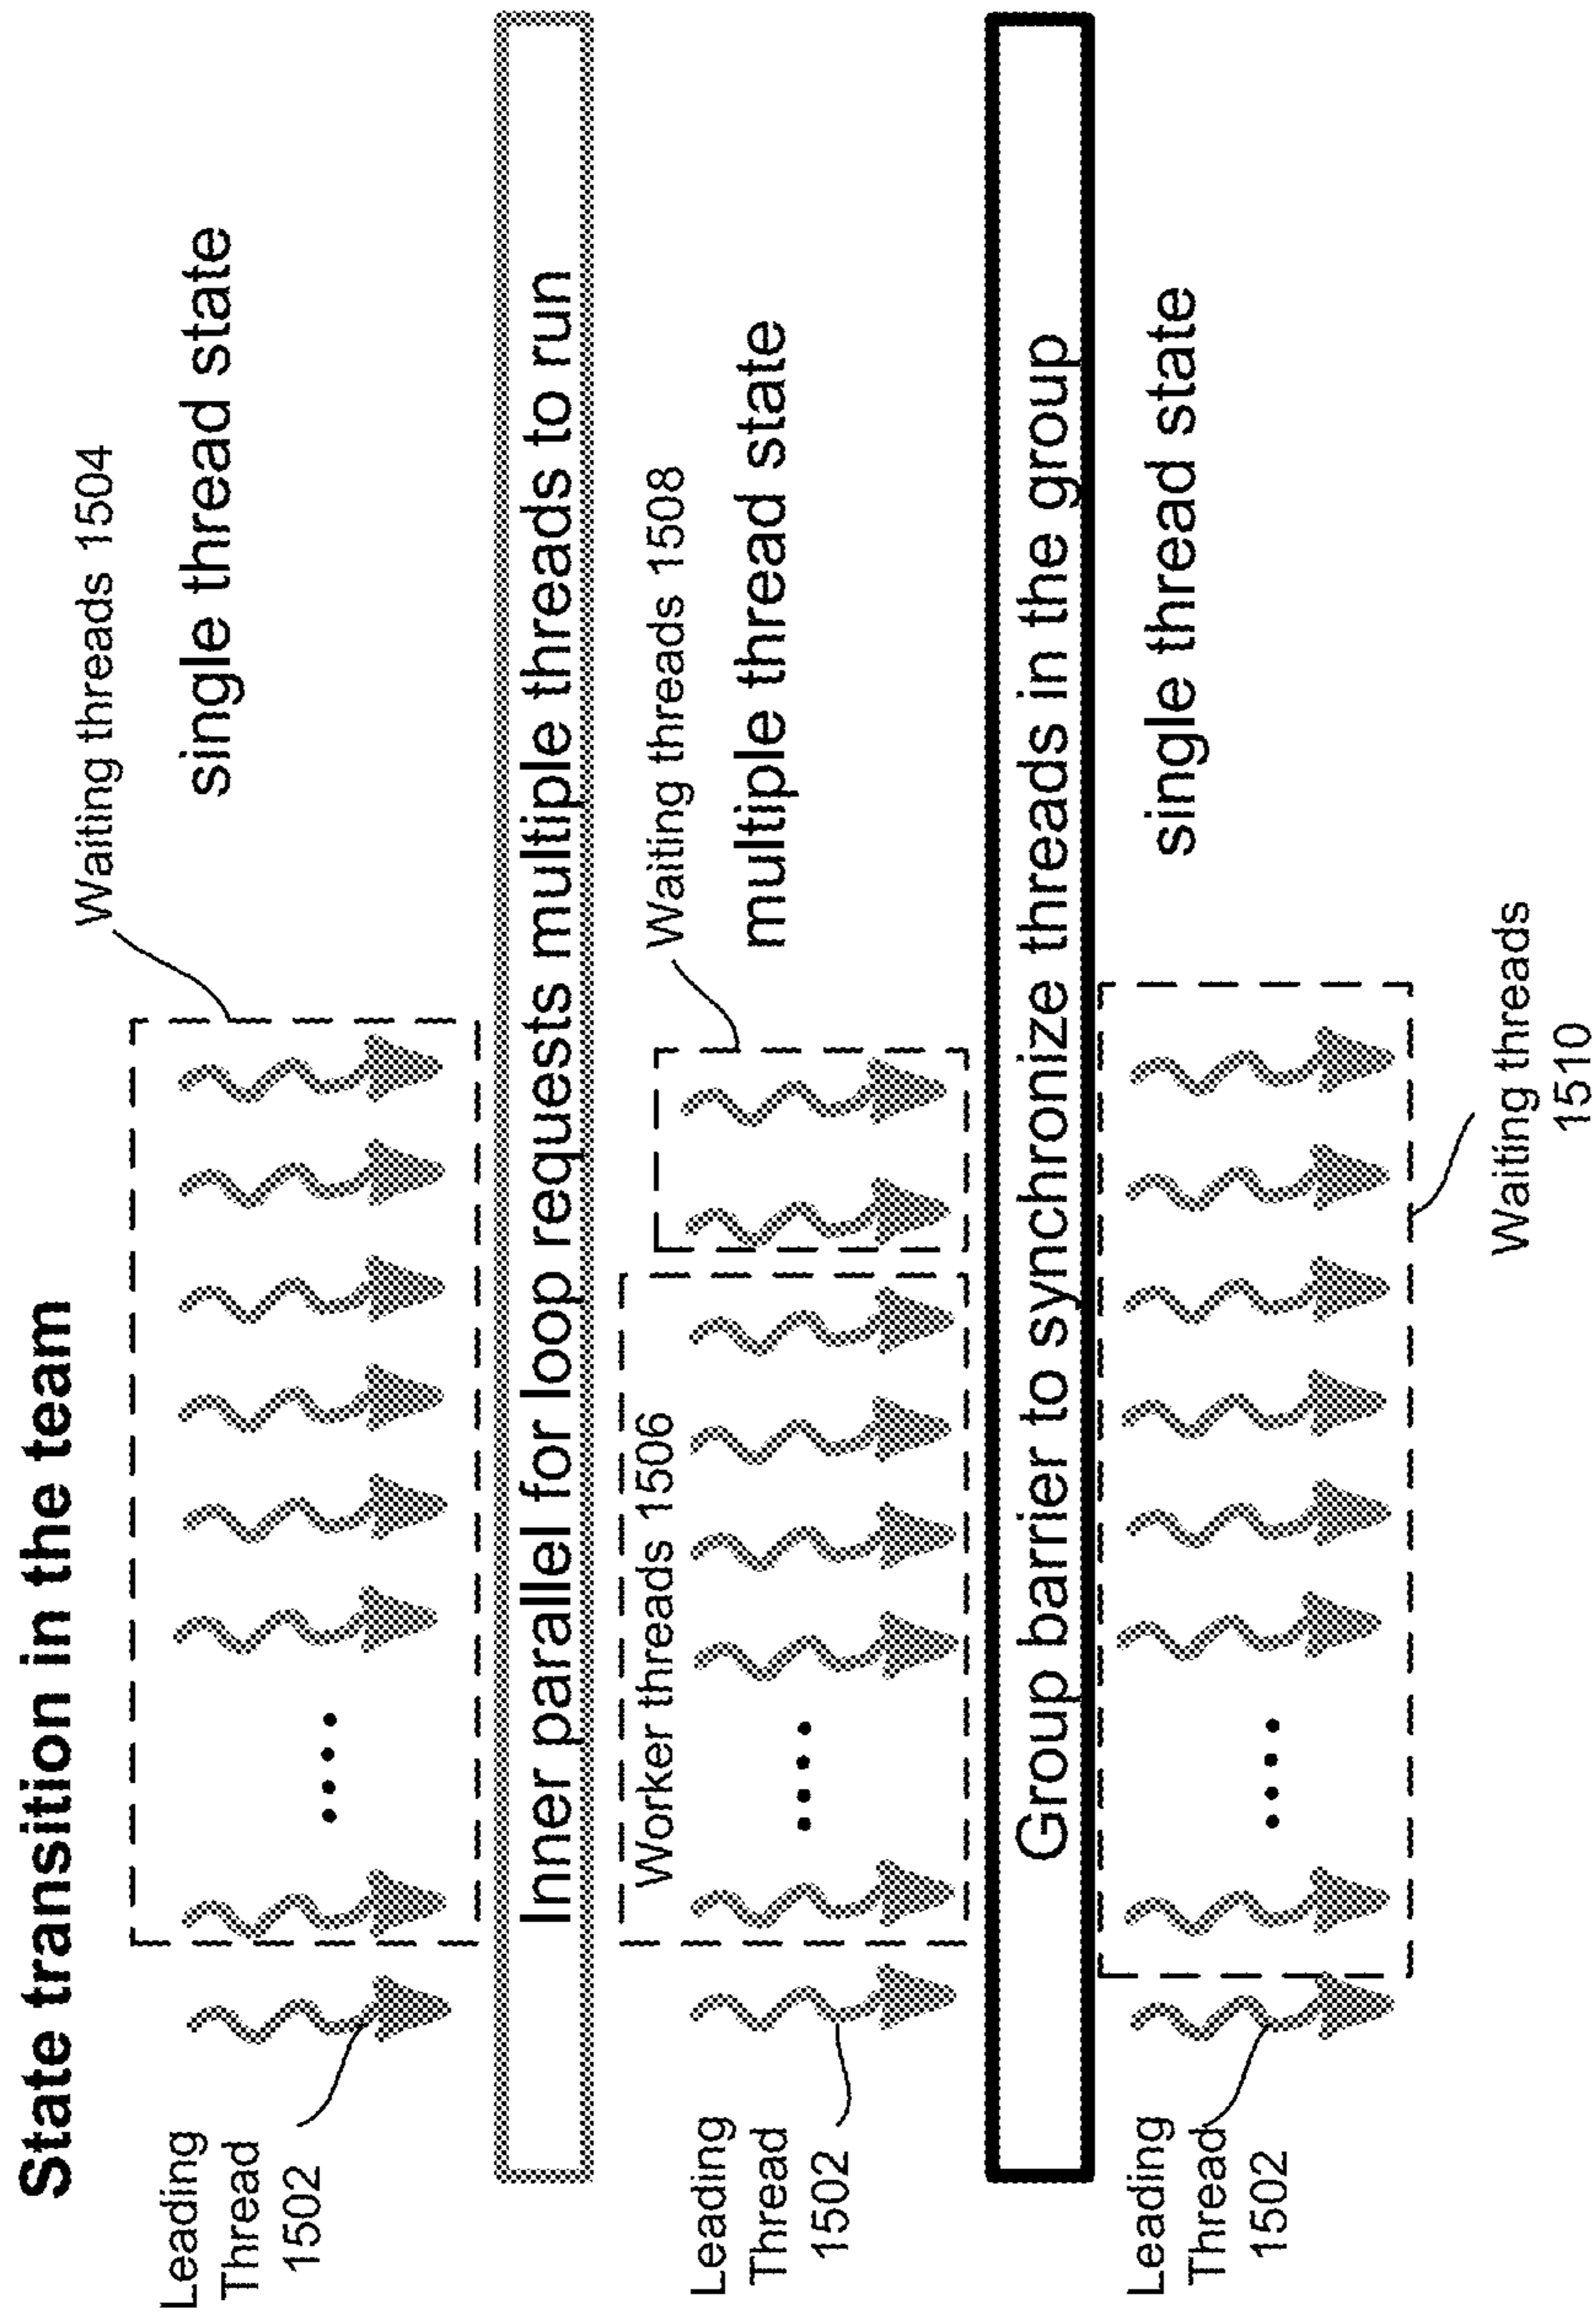 State transition in the team
Waiting threads 1504
Leading
Thread
1502
single thread state
Inner parallel for loop requests multiple threads to run
Waiting threads 1508
Worker threads 1506
Leading
Thread
1502
multiple thread state
Group barrier to synchronize threads in the group
Leading
Thread
1502
single thread state
Waiting threads
1510